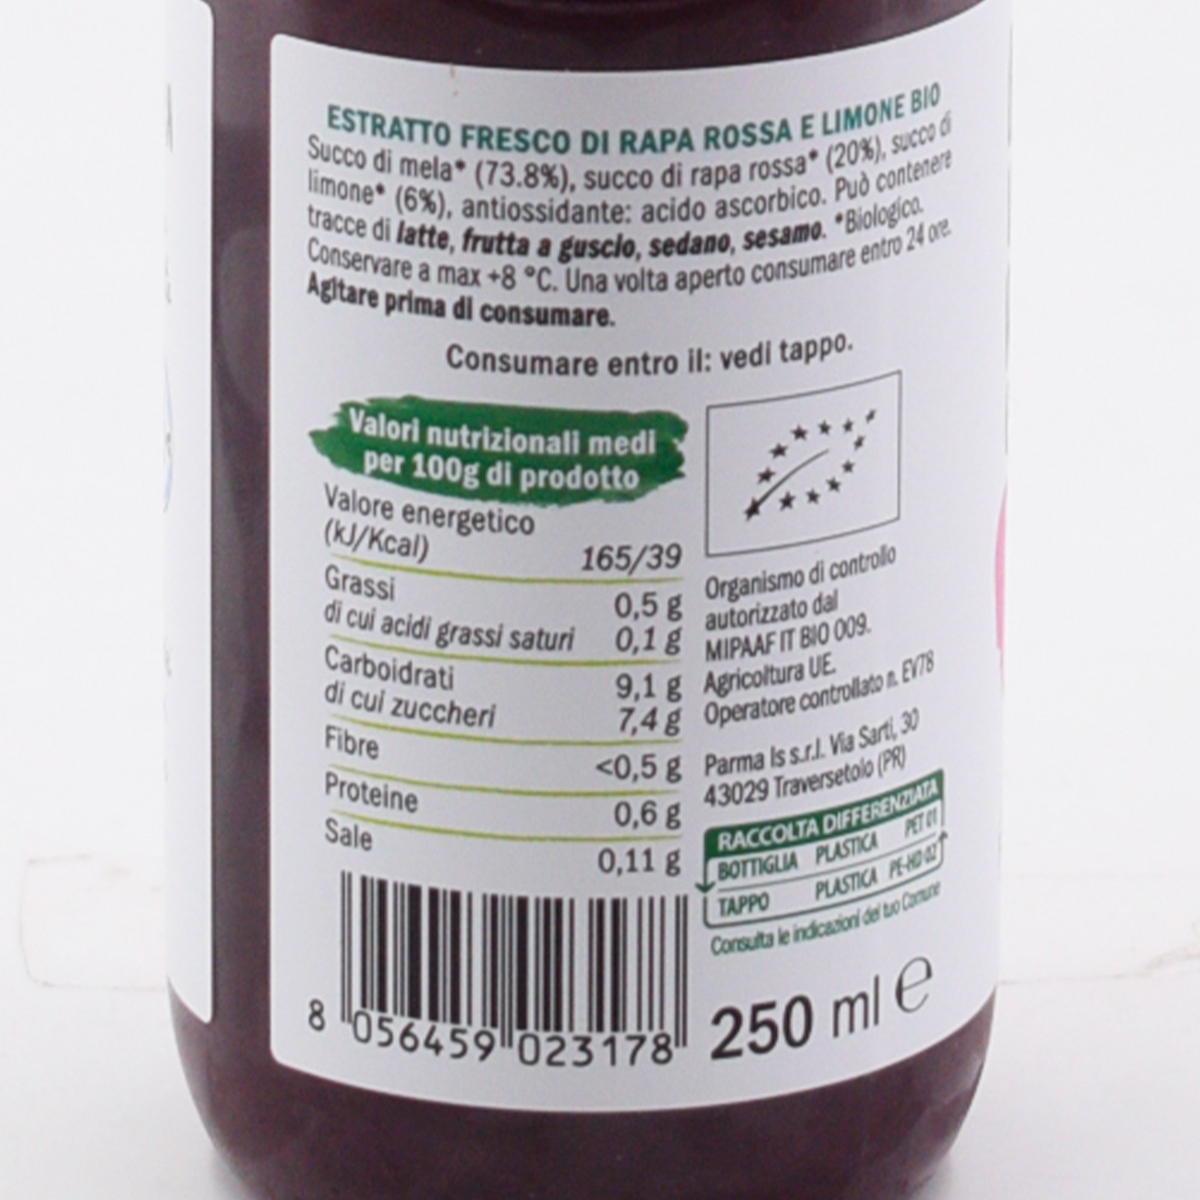 ESTRATTO FRESCO DI RAPA ROSSA E LIMONE BIO
Succo di mela* (73.8%), succo di rapa rossa* (20%), succo di
limone* (6%), antiossidante: acido ascorbico. Può contenere
tracce di latte, frutta a guscio, sedano, sesamo. *Biologico.
Conservare a max +8 °C. Una volta aperto consumare entro 24 ore.
Agitare prima di consumare.
Consumare entro il: vedi tappo.
Valori nutrizionali medi
per 100g di prodotto
Valore energetico
(kJ/Kcal) 165/39
Grassi 0,5 g
di cui acidi grassi saturi 0,1 g
Carboidrati 9,1 g
di cui zuccheri 7,4 g
Fibre <0,5 g
Proteine 0,6 g
Sale 0,11 g
Organismo di controllo
autorizzato dal
MIPAAF IT BIO 009.
Agricoltura UE.
Operatore controllato n. EV78
Parma Is s.r.l. Via Sarti, 30
43029 Traversetolo (PR)
RACCOLTA DIFFERENZIATA
BOTTIGLIA PLASTICA PET 01
TAPPO PLASTICA PE-HD 02
Consulta le indicazioni del tuo Comune
8 056459 023178
250 ml e